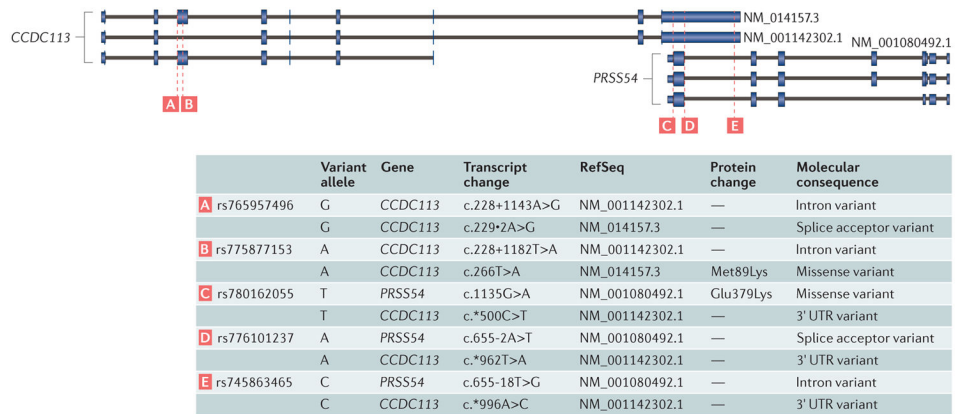 NM_014157.3
CCDC113
NM_001142302.1
NM_001080492.1
PRSS54
A B
C D E
Variant allele Gene Transcript change RefSeq Protein change Molecular consequence
A rs765957496 G CCDC113 c.228+1143A>G NM_001142302.1 — Intron variant
G CCDC113 c.229•2A>G NM_014157.3 — Splice acceptor variant
B rs775877153 A CCDC113 c.228+1182T>A NM_001142302.1 — Intron variant
A CCDC113 c.266T>A NM_014157.3 Met89Lys Missense variant
C rs780162055 T PRSS54 c.1135G>A NM_001080492.1 Glu379Lys Missense variant
T CCDC113 c.*500C>T NM_001142302.1 — 3' UTR variant
D rs776101237 A PRSS54 c.655-2A>T NM_001080492.1 — Splice acceptor variant
A CCDC113 c.*962T>A NM_001142302.1 — 3' UTR variant
E rs745863465 C PRSS54 c.655-18T>G NM_001080492.1 — Intron variant
C CCDC113 c.*996A>C NM_001142302.1 — 3' UTR variant